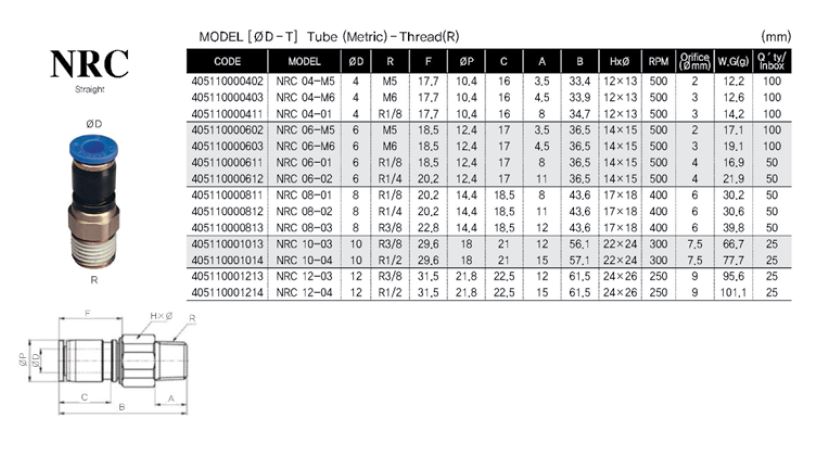 MODEL [ØD-T] Tube (Metric)-Thread(R) (mm)
NRC
Straight
ØD
R
CODE MODEL ØD R F ØP C A B HxØ RPM Orifice (Ømm) W,G(g) Q'ty/Inbox
405110000402 NRC 04-M5 4 M5 17,7 10,4 16 3,5 33,4 12×13 500 2 12,2 100
405110000403 NRC 04-M6 4 M6 17,7 10,4 16 4,5 33,9 12×13 500 3 12,6 100
405110000411 NRC 04-01 4 R1/8 17,7 10,4 16 8 34,7 12×13 500 3 14,2 100
405110000602 NRC 06-M5 6 M5 18,5 12,4 17 3,5 36,5 14×15 500 2 17,1 100
405110000603 NRC 06-M6 6 M6 18,5 12,4 17 4,5 36,5 14×15 500 3 19,1 100
405110000611 NRC 06-01 6 R1/8 18,5 12,4 17 8 36,5 14×15 500 4 16,9 50
405110000612 NRC 06-02 6 R1/4 20,2 12,4 17 11 36,5 14×15 500 4 21,9 50
405110000811 NRC 08-01 8 R1/8 20,2 14,4 18,5 8 43,6 17×18 400 6 30,2 50
405110000812 NRC 08-02 8 R1/4 20,2 14,4 18,5 11 43,6 17×18 400 6 30,6 50
405110000813 NRC 08-03 8 R3/8 22,8 14,4 18,5 12 43,6 17×18 400 6 39,8 50
405110001013 NRC 10-03 10 R3/8 29,6 18 21 12 56,1 22×24 300 7,5 66,7 25
405110001014 NRC 10-04 10 R1/2 29,6 18 21 15 57,1 22×24 300 7,5 77,7 25
405110001213 NRC 12-03 12 R3/8 31,5 21,8 22,5 12 61,5 24×26 250 9 95,6 25
405110001214 NRC 12-04 12 R1/2 31,5 21,8 22,5 15 61,5 24×26 250 9 101,1 25
F H×Ø R
ØP ØD
C A
B